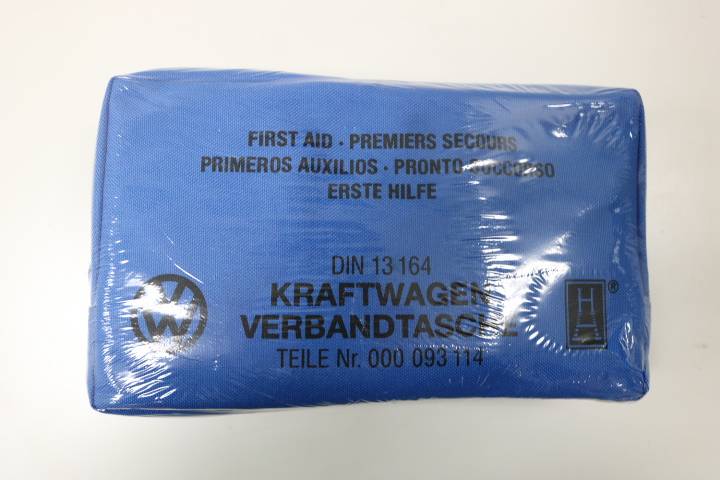 FIRST AID · PREMIERS SECOURS
PRIMEROS AUXILIOS · PRONTO SOCCORSO
ERSTE HILFE
DIN 13 164
KRAFTWAGEN
VERBANDTASCHE
TEILE Nr. 000 093 114
VW
H ®